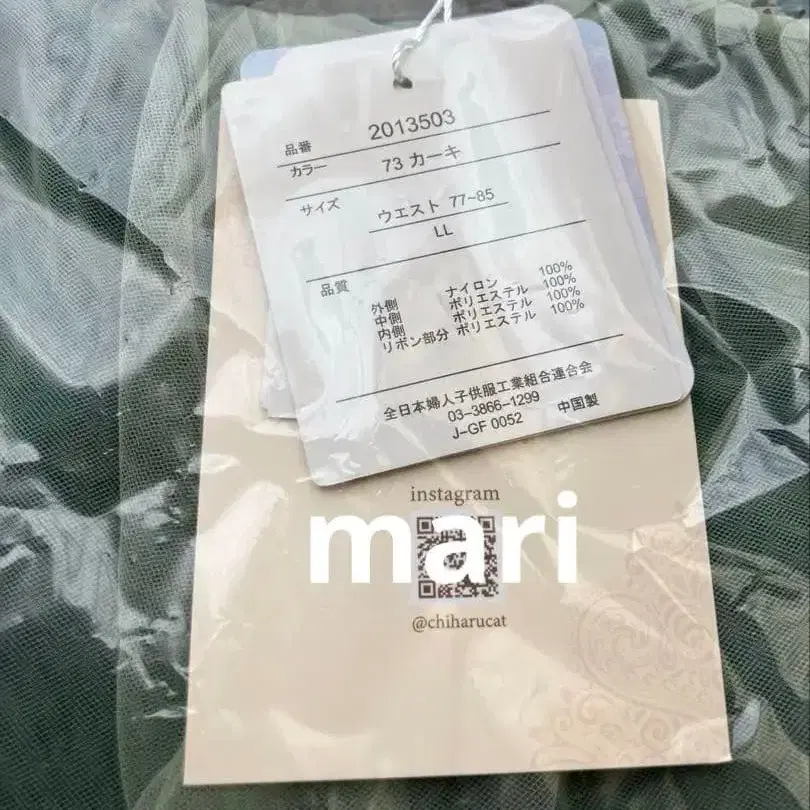 品番 2013503
カラー 73 カーキ
サイズ ウエスト 77~85
LL
品質
外側 ナイロン 100%
中側 ポリエステル 100%
内側 ポリエステル 100%
リボン部分 ポリエステル 100%
全日本婦人子供服工業組合連合会
03-3866-1299
J-GF 0052 中国製
instagram
mari
@chiharucat